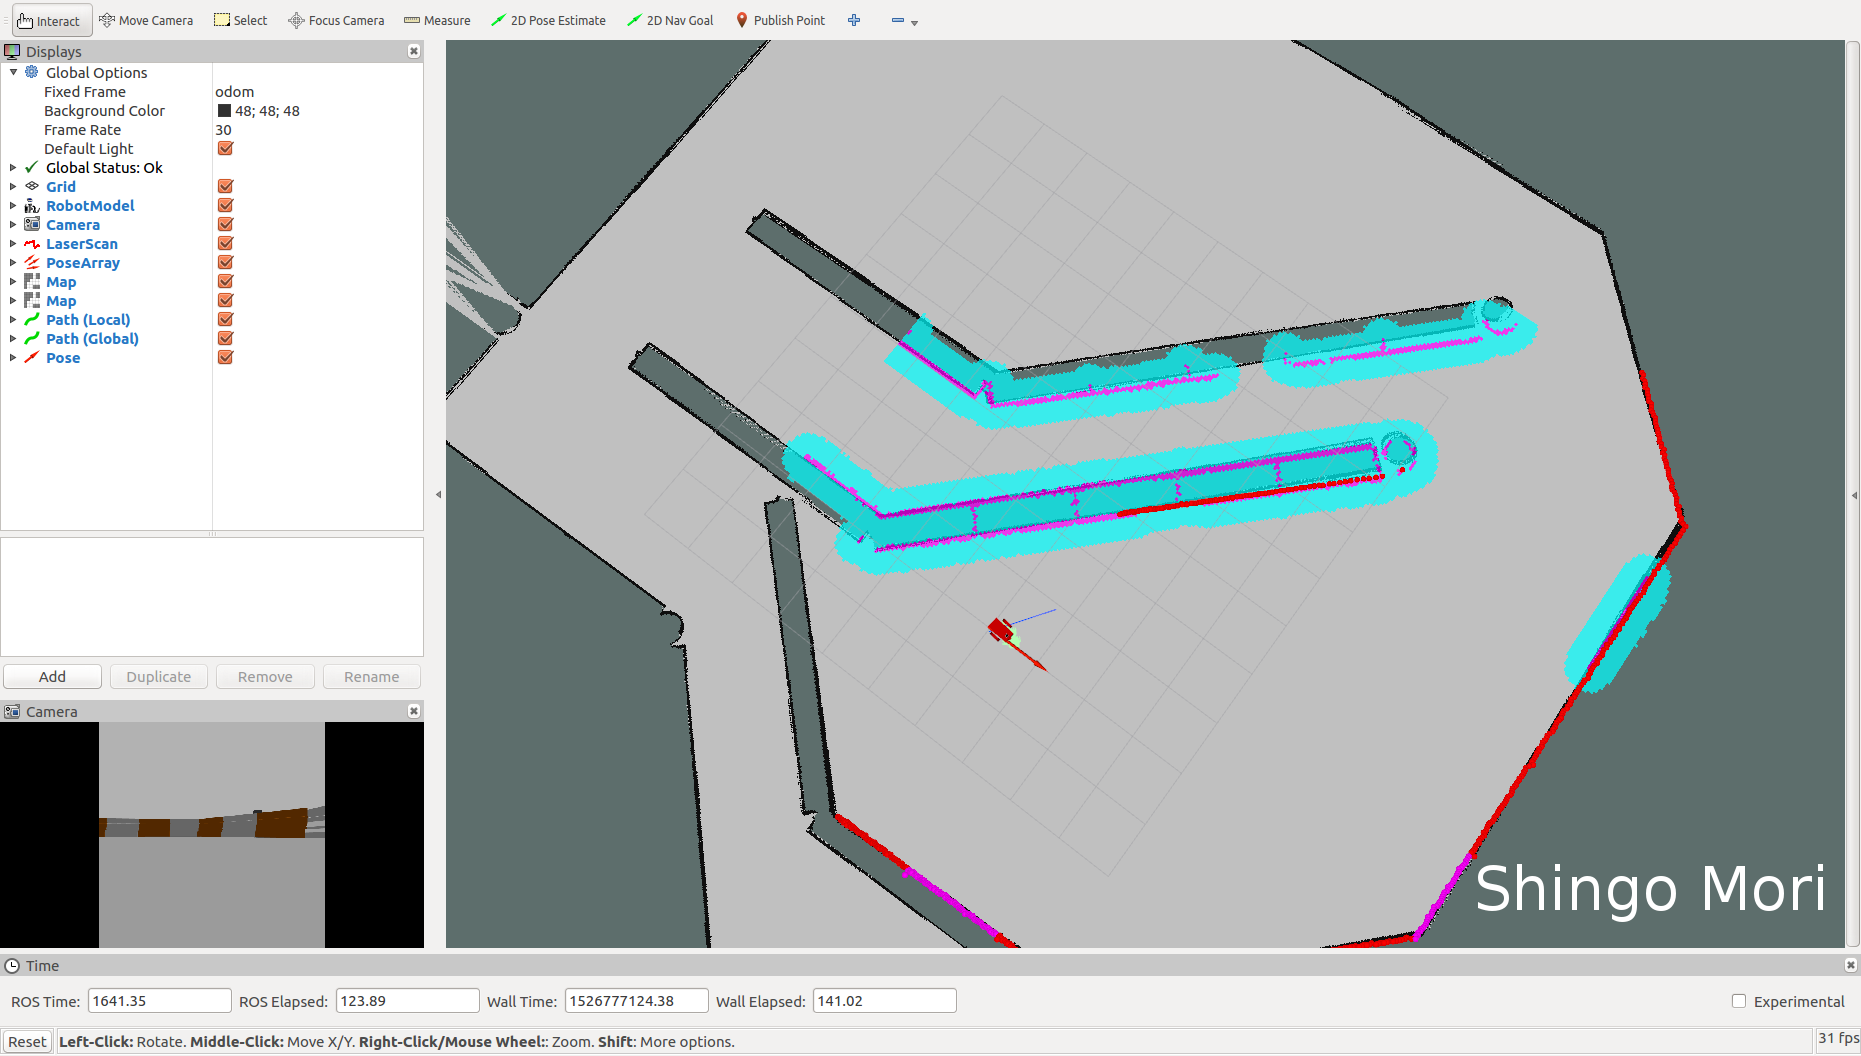 Interact Move Camera Select Focus Camera Measure 2D Pose Estimate 2D Nav Goal Publish Point
Displays
Global Options
Fixed Frame odom
Background Color 48; 48; 48
Frame Rate 30
Default Light
Global Status: Ok
Grid
RobotModel
Camera
LaserScan
PoseArray
Map
Map
Path (Local)
Path (Global)
Pose
Add Duplicate Remove Rename
Camera
Shingo Mori
Time
ROS Time: 1641.35 ROS Elapsed: 123.89 Wall Time: 1526777124.38 Wall Elapsed: 141.02 Experimental
Reset Left-Click: Rotate. Middle-Click: Move X/Y. Right-Click/Mouse Wheel:: Zoom. Shift: More options. 31 fps